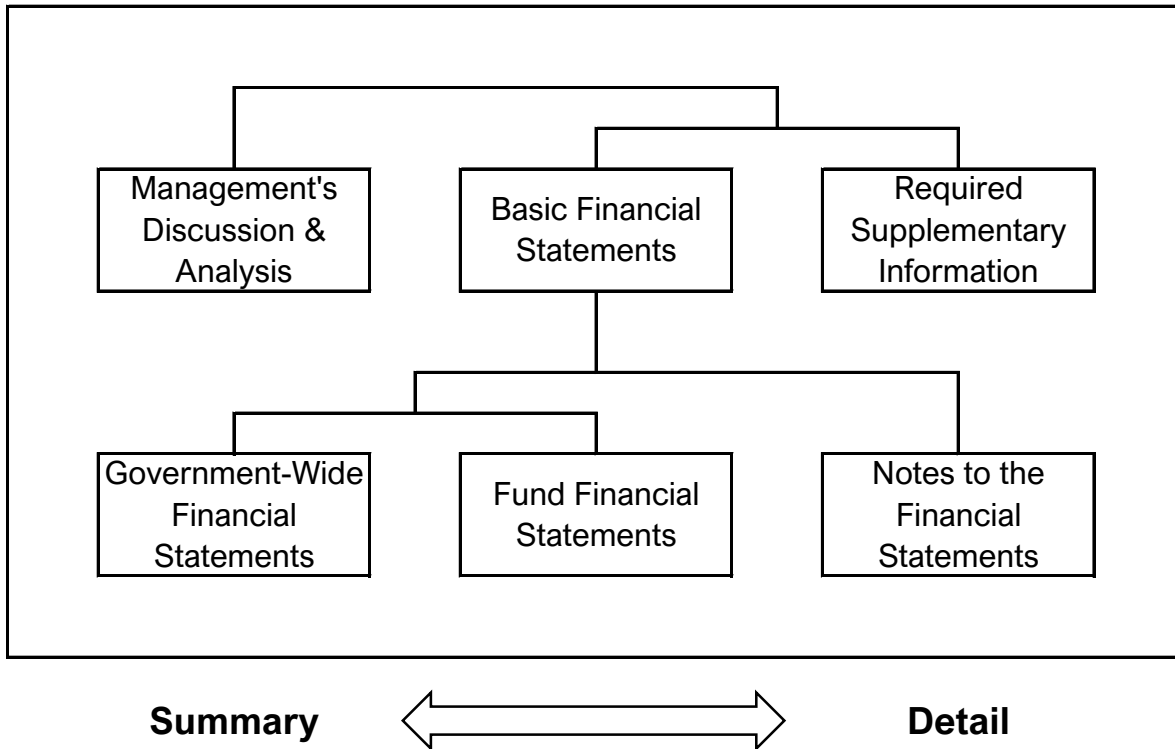 Management's
Discussion &
Analysis
Basic Financial
Statements
Required
Supplementary
Information
Government-Wide
Financial
Statements
Fund Financial
Statements
Notes to the
Financial
Statements
Summary
Detail